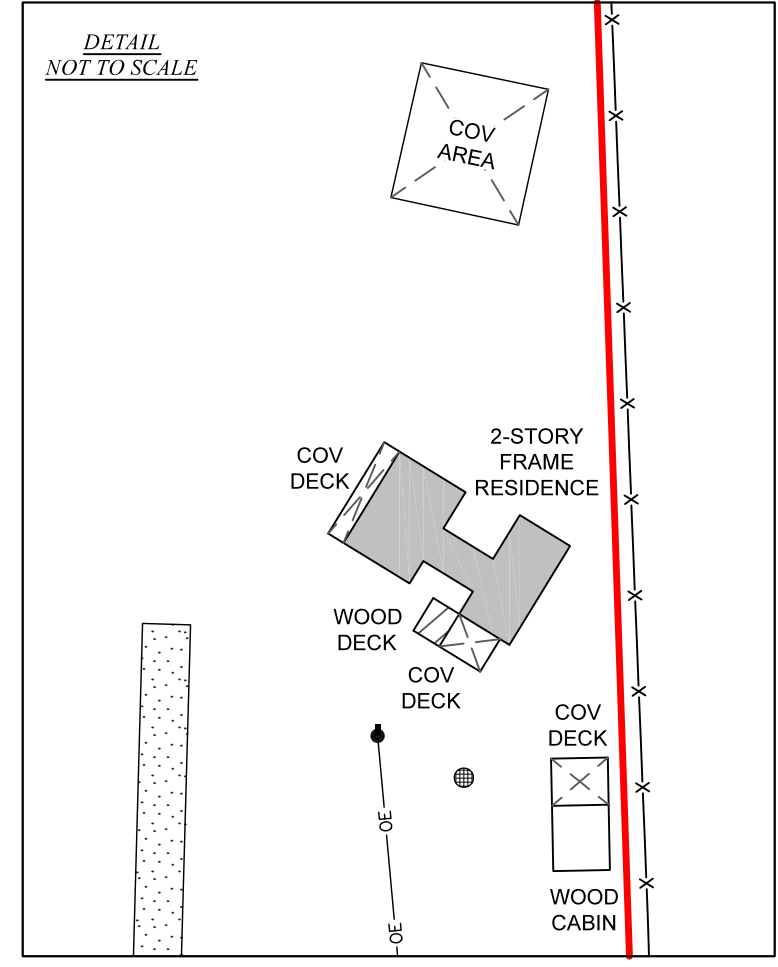 DETAIL
NOT TO SCALE
COV
AREA
2-STORY
FRAME
RESIDENCE
COV
DECK
WOOD
DECK
COV
DECK
COV
DECK
OE
OE
WOOD
CABIN